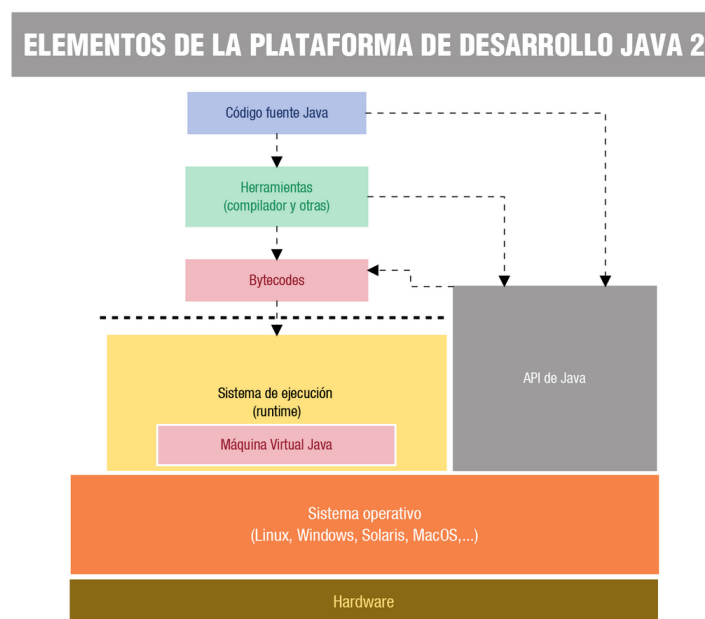 ELEMENTOS DE LA PLATAFORMA DE DESARROLLO JAVA 2
Código fuente Java
Herramientas
(compilador y otras)
Bytecodes
API de Java
Sistema de ejecución
(runtime)
Máquina Virtual Java
Sistema operativo
(Linux, Windows, Solaris, MacOS,...)
Hardware